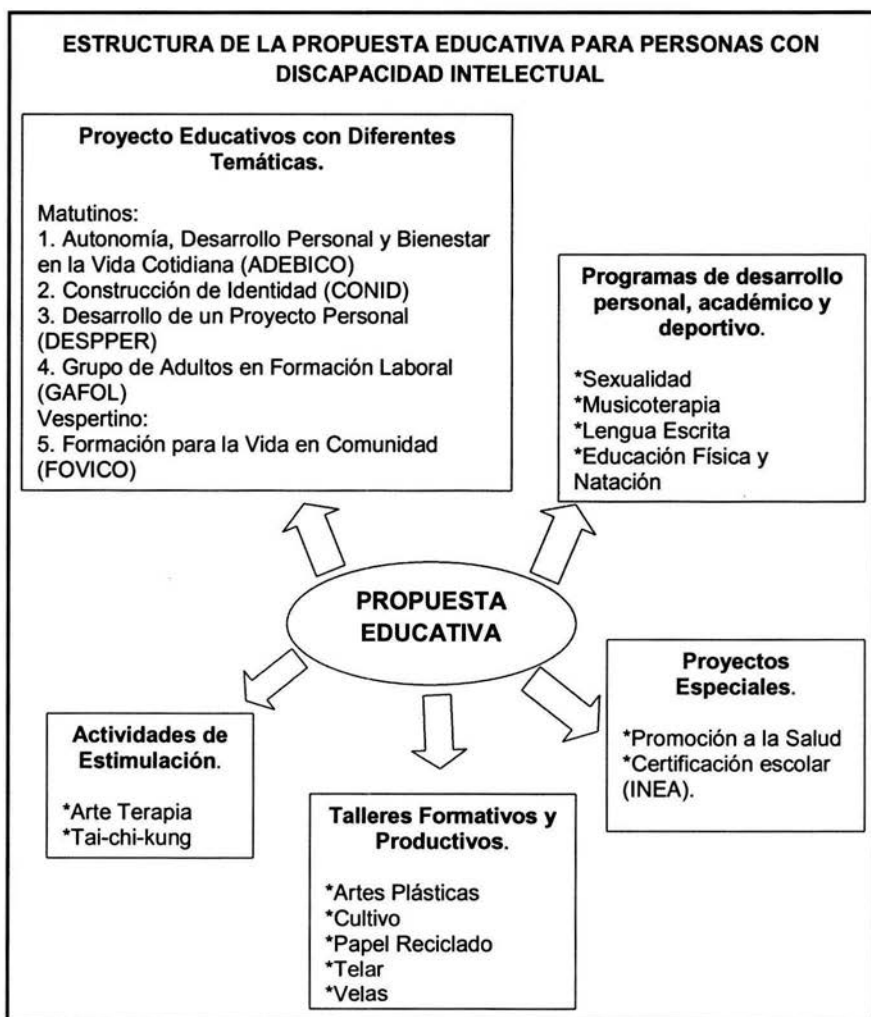 ESTRUCTURA DE LA PROPUESTA EDUCATIVA PARA PERSONAS CON
DISCAPACIDAD INTELECTUAL
Proyecto Educativos con Diferentes
Temáticas.
Matutinos:
1. Autonomía, Desarrollo Personal y Bienestar
en la Vida Cotidiana (ADEBICO)
2. Construcción de Identidad (CONID)
3. Desarrollo de un Proyecto Personal
(DESPPER)
4. Grupo de Adultos en Formación Laboral
(GAFOL)
Vespertino:
5. Formación para la Vida en Comunidad
(FOVICO)
Programas de desarrollo
personal, académico y
deportivo.
*Sexualidad
*Musicoterapia
*Lengua Escrita
*Educación Física y
Natación
PROPUESTA
EDUCATIVA
Actividades de
Estimulación.
*Arte Terapia
*Tai-chi-kung
Talleres Formativos y
Productivos.
*Artes Plásticas
*Cultivo
*Papel Reciclado
*Telar
*Velas
Proyectos
Especiales.
*Promoción a la Salud
*Certificación escolar
(INEA).